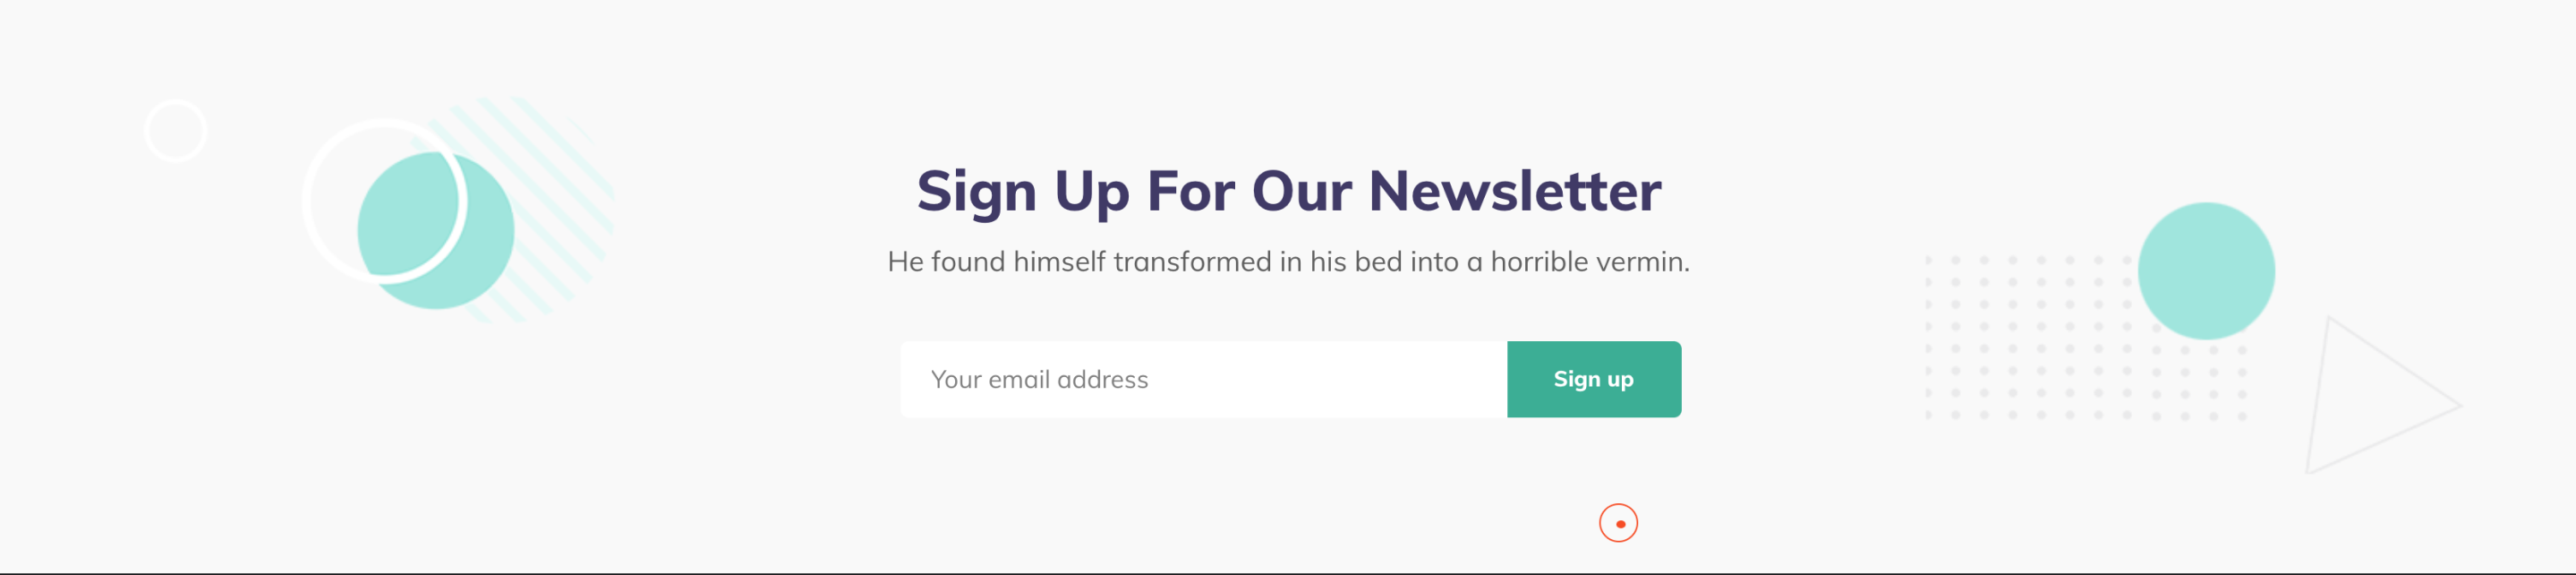 Sign Up For Our Newsletter
He found himself transformed in his bed into a horrible vermin.
Your email address
Sign up